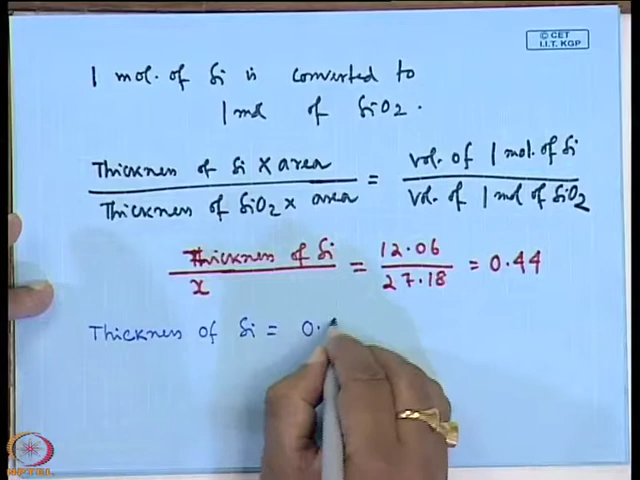 © CET
I.I.T. KGP
1 mol. of Si is converted to
1 mol of SiO2.
Thickness of Si x area / Thickness of SiO2 x area = vol. of 1 mol. of Si / vol. of 1 mol of SiO2
Thickness of Si / x = 12.06 / 27.18 = 0.44
Thickness of Si = 0.
NPTEL